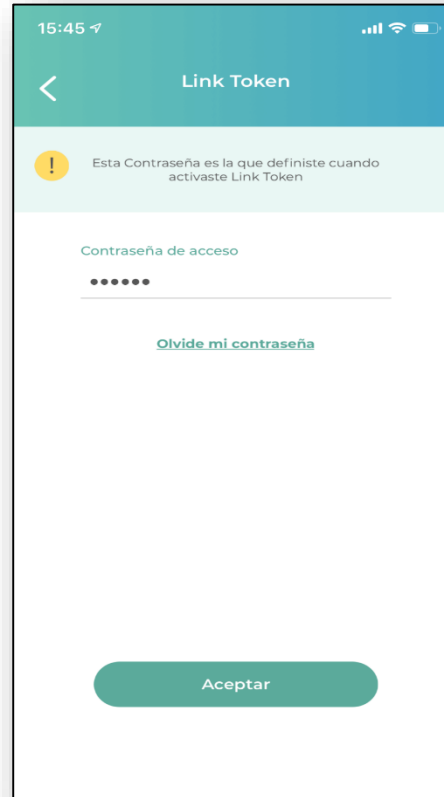 15:45
Link Token
!
Esta Contraseña es la que definiste cuando
activaste Link Token
Contraseña de acceso
••••••
Olvide mi contraseña
Aceptar